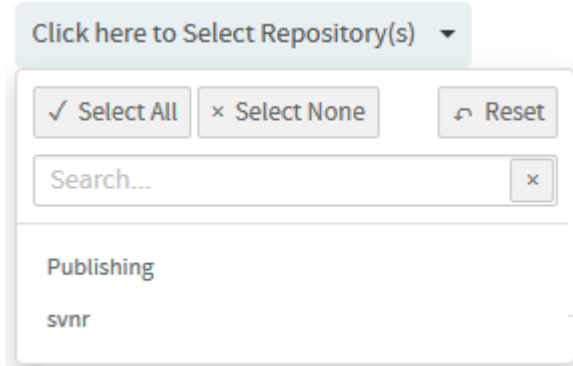 Click here to Select Repository(s)
✓ Select All × Select None ↶ Reset
Search... ×
Publishing
svnr